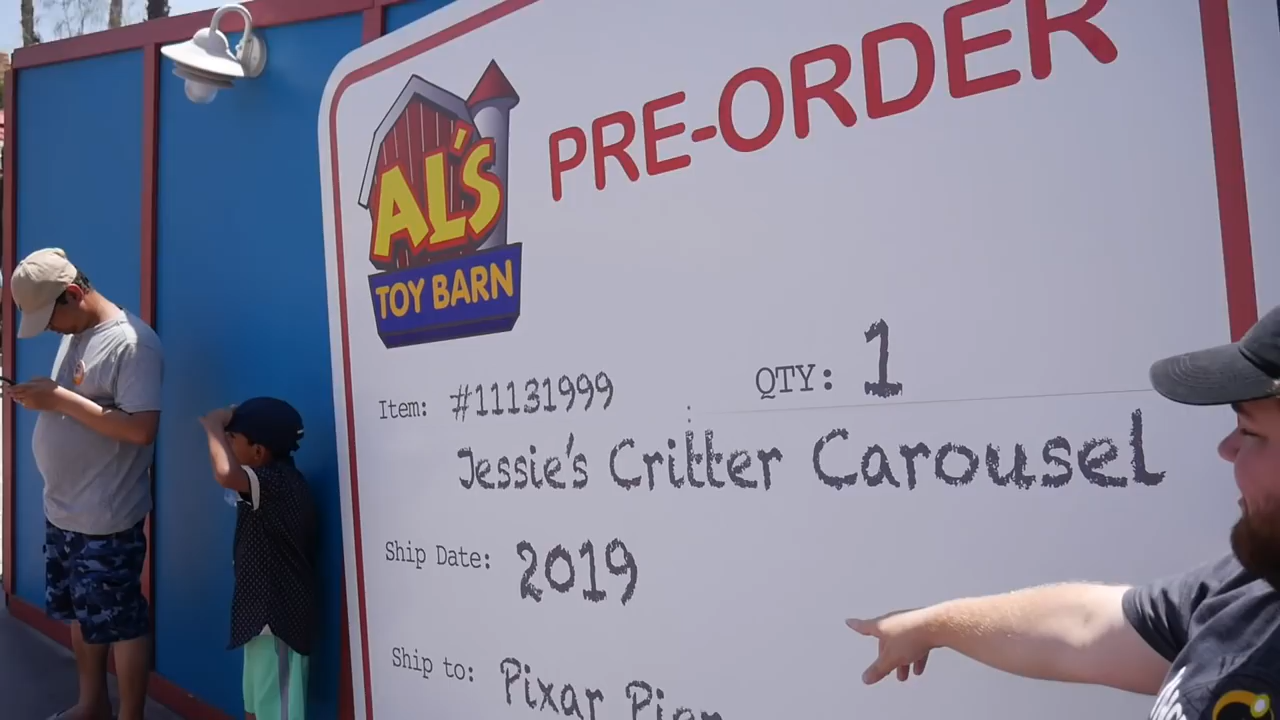 PRE-ORDER
AL'S
TOY BARN
Item: #11131999 QTY: 1
Jessie's Critter Carousel
Ship Date: 2019
Ship to: Pixar Pier